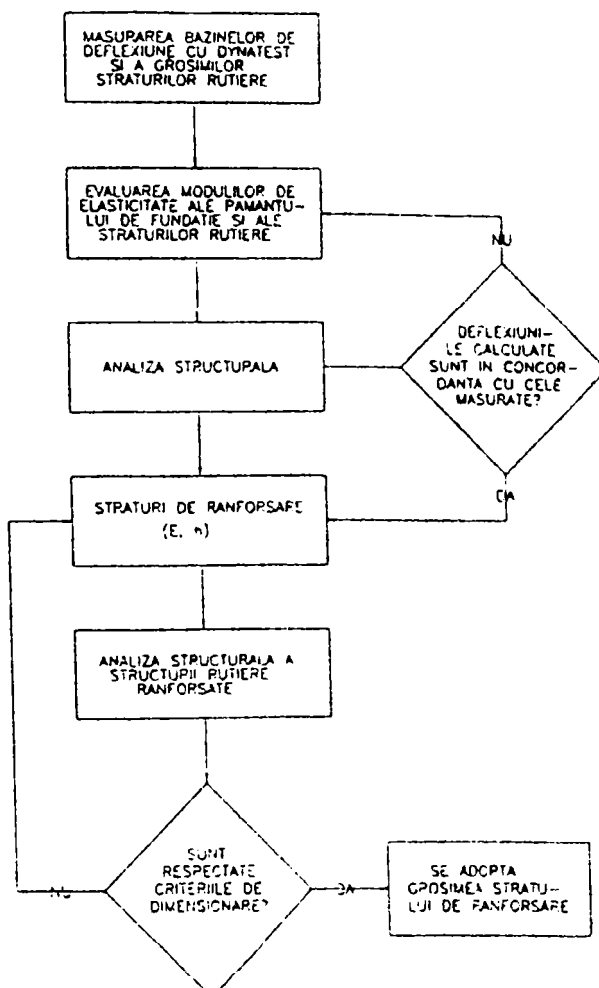 MASURAREA BAZINELOR DE
DEFLEXIUNE CU DYNATEST
SI A GROSIMILOR
STRATURILOR RUTIERE
EVALUAREA MODULILOR DE
ELASTICITATE ALE PAMANTU-
LUI DE FUNDATIE SI ALE
STRATURILOR RUTIERE
NU
ANALIZA STRUCTURALA
DEFLEXIUNI-
LE CALCULATE
SUNT IN CONCOR-
DANTA CU CELE
MASURATE?
DA
STRATURI DE RANFORSARE
(E, h)
ANALIZA STRUCTURALA A
STRUCTURII RUTIERE
RANFORSATE
SUNT
RESPECTATE
CRITERIILE DE
DIMENSIONARE?
NU
DA
SE ADOPTA
GROSIMEA STRATU-
LUI DE RANFORSARE